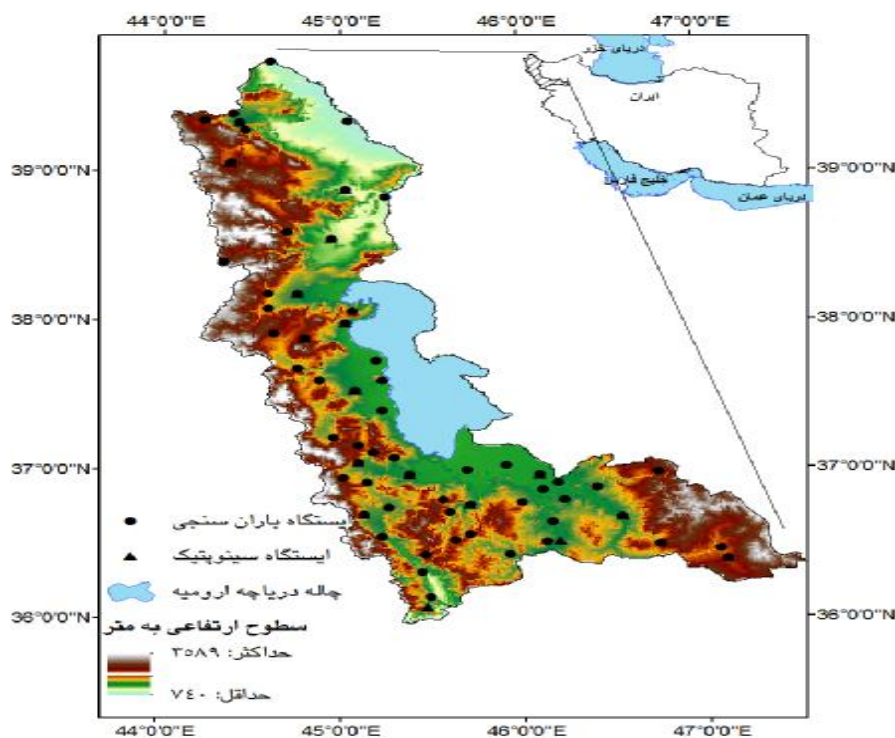 44°0'0"E 45°0'0"E 46°0'0"E 47°0'0"E
دریای خزر
ایران
39°0'0"N 39°0'0"N
خلیج فارس
دریای عمان
38°0'0"N 38°0'0"N
37°0'0"N 37°0'0"N
ایستگاه باران سنجی
ایستگاه سینوپتیک
چاله دریاچه ارومیه
36°0'0"N 36°0'0"N
سطوح ارتفاعی به متر
حداکثر: ٣٥٨٩
حداقل: ٧٤٠
44°0'0"E 45°0'0"E 46°0'0"E 47°0'0"E